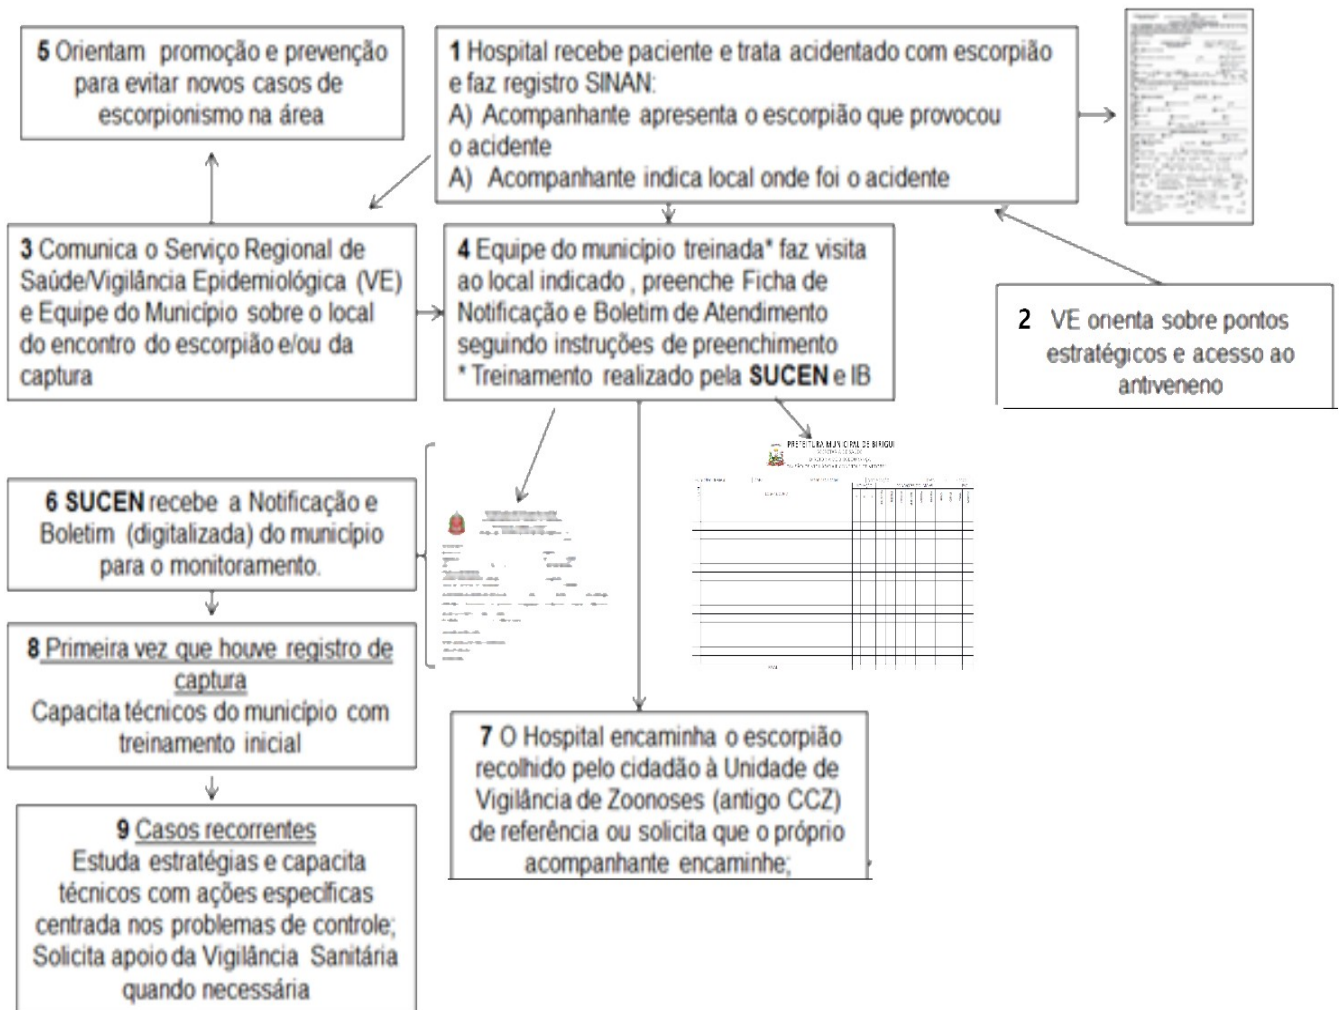 5 Orientam promoção e prevenção
para evitar novos casos de
escorpionismo na área
1 Hospital recebe paciente e trata acidentado com escorpião
e faz registro SINAN:
A) Acompanhante apresenta o escorpião que provocou
o acidente
A) Acompanhante indica local onde foi o acidente
3 Comunica o Serviço Regional de
Saúde/Vigilância Epidemiológica (VE)
e Equipe do Município sobre o local
do encontro do escorpião e/ou da
captura
4 Equipe do município treinada* faz visita
ao local indicado , preenche Ficha de
Notificação e Boletim de Atendimento
seguindo instruções de preenchimento
* Treinamento realizado pela SUCEN e IB
2 VE orienta sobre pontos
estratégicos e acesso ao
antiveneno
PREFEITURA MUNICIPAL DE BIRIGUI
6 SUCEN recebe a Notificação e
Boletim (digitalizada) do município
para o monitoramento.
8 Primeira vez que houve registro de
captura
Capacita técnicos do município com
treinamento inicial
7 O Hospital encaminha o escorpião
recolhido pelo cidadão à Unidade de
Vigilância de Zoonoses (antigo CCZ)
de referência ou solicita que o próprio
acompanhante encaminhe;
9 Casos recorrentes
Estuda estratégias e capacita
técnicos com ações específicas
centrada nos problemas de controle;
Solicita apoio da Vigilância Sanitária
quando necessária